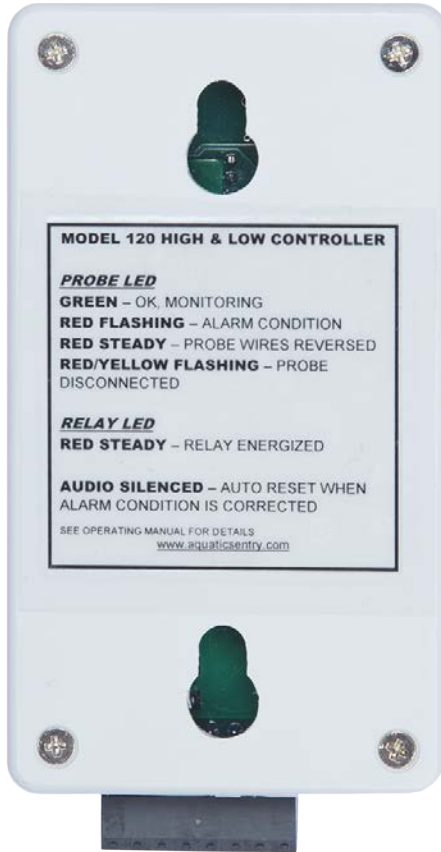 MODEL 120 HIGH & LOW CONTROLLER
PROBE LED
GREEN – OK, MONITORING
RED FLASHING – ALARM CONDITION
RED STEADY – PROBE WIRES REVERSED
RED/YELLOW FLASHING – PROBE
DISCONNECTED
RELAY LED
RED STEADY – RELAY ENERGIZED
AUDIO SILENCED – AUTO RESET WHEN
ALARM CONDITION IS CORRECTED
SEE OPERATING MANUAL FOR DETAILS
www.aquaticsentry.com